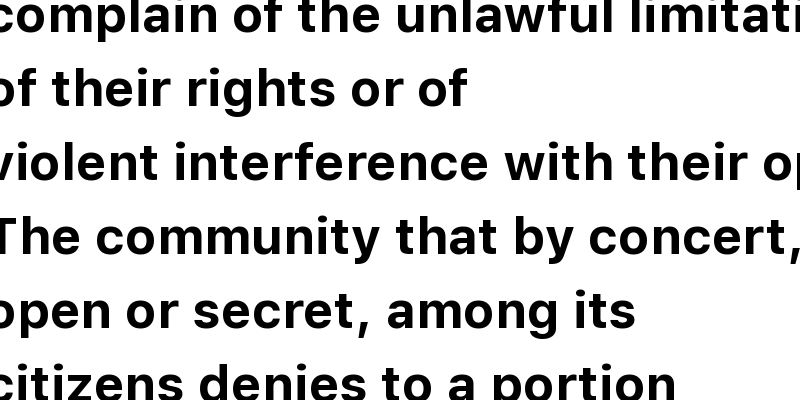 complain of the unlawful limitati
of their rights or of
violent interference with their op
The community that by concert,
open or secret, among its
citizens denies to a portion